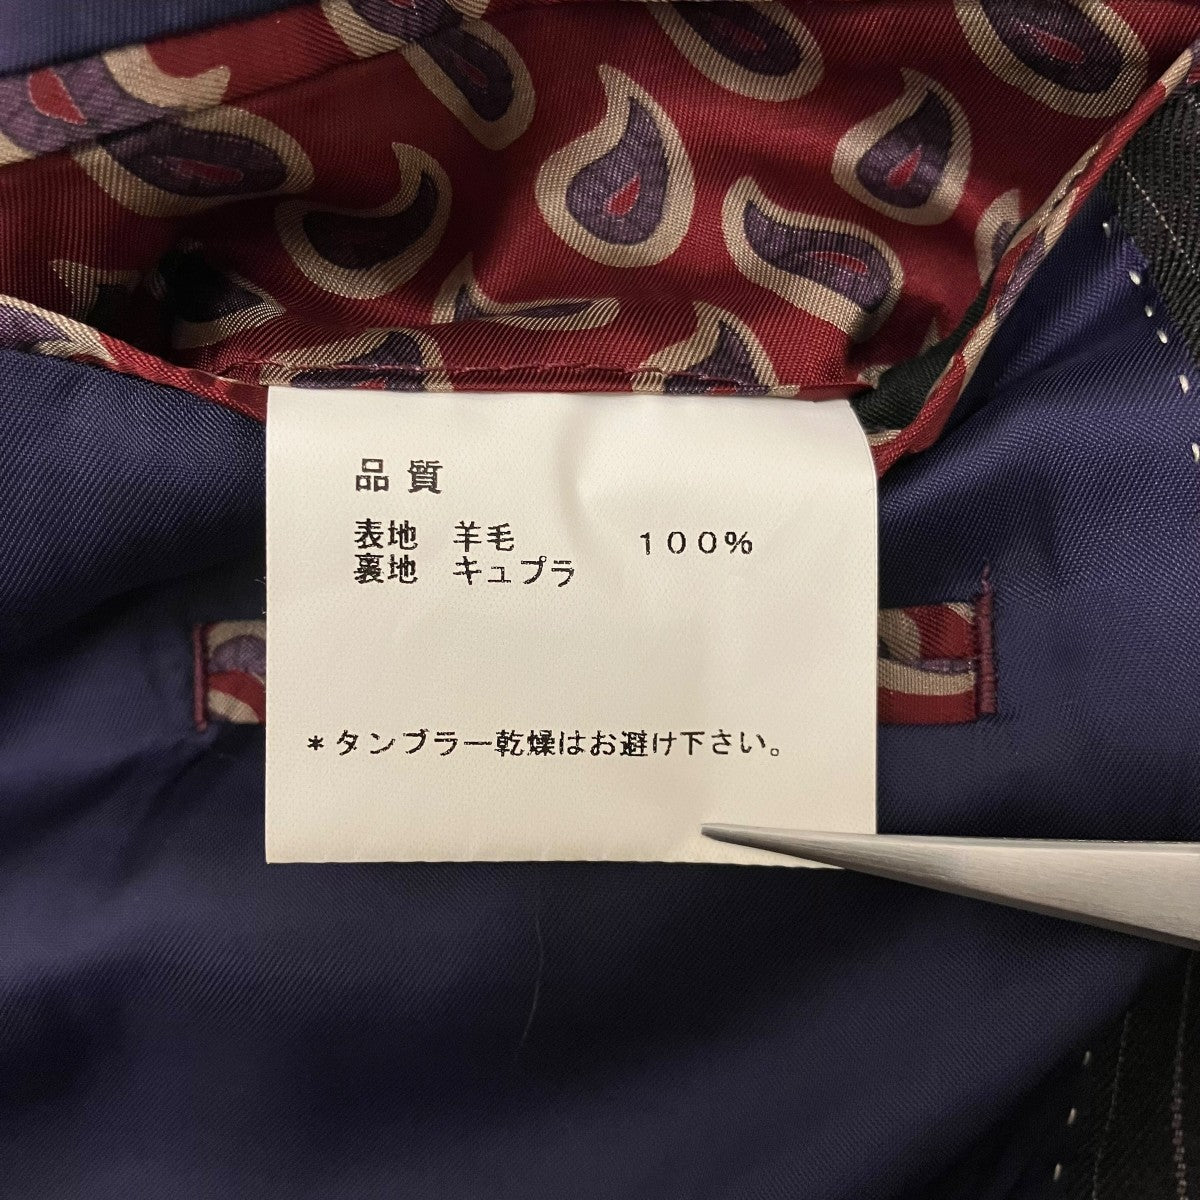 品質
表地 羊毛 100%
裏地 キュプラ
*タンブラー乾燥はお避け下さい。